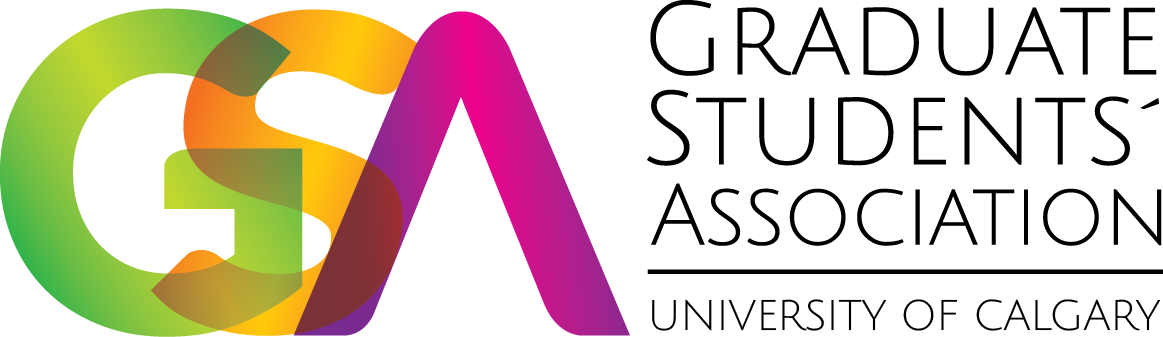 GSA
GRADUATE
STUDENTS´
ASSOCIATION
UNIVERSITY OF CALGARY